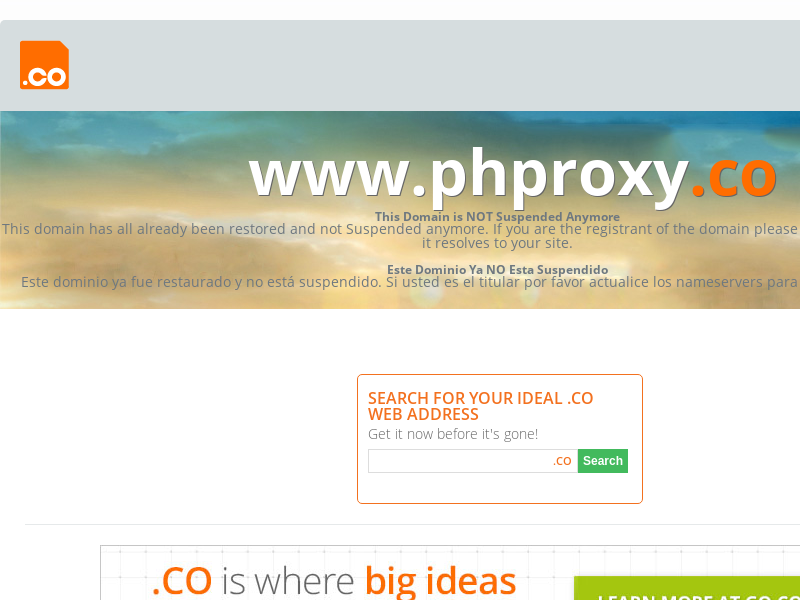 .co
www.phproxy.co
This Domain is NOT Suspended Anymore
This domain has all already been restored and not Suspended anymore. If you are the registrant of the domain please
it resolves to your site.
Este Dominio Ya NO Esta Suspendido
Este dominio ya fue restaurado y no está suspendido. Si usted es el titular por favor actualice los nameservers para
SEARCH FOR YOUR IDEAL .CO
WEB ADDRESS
Get it now before it's gone!
.co Search
.CO is where big ideas
LEARN MORE AT GO.CO